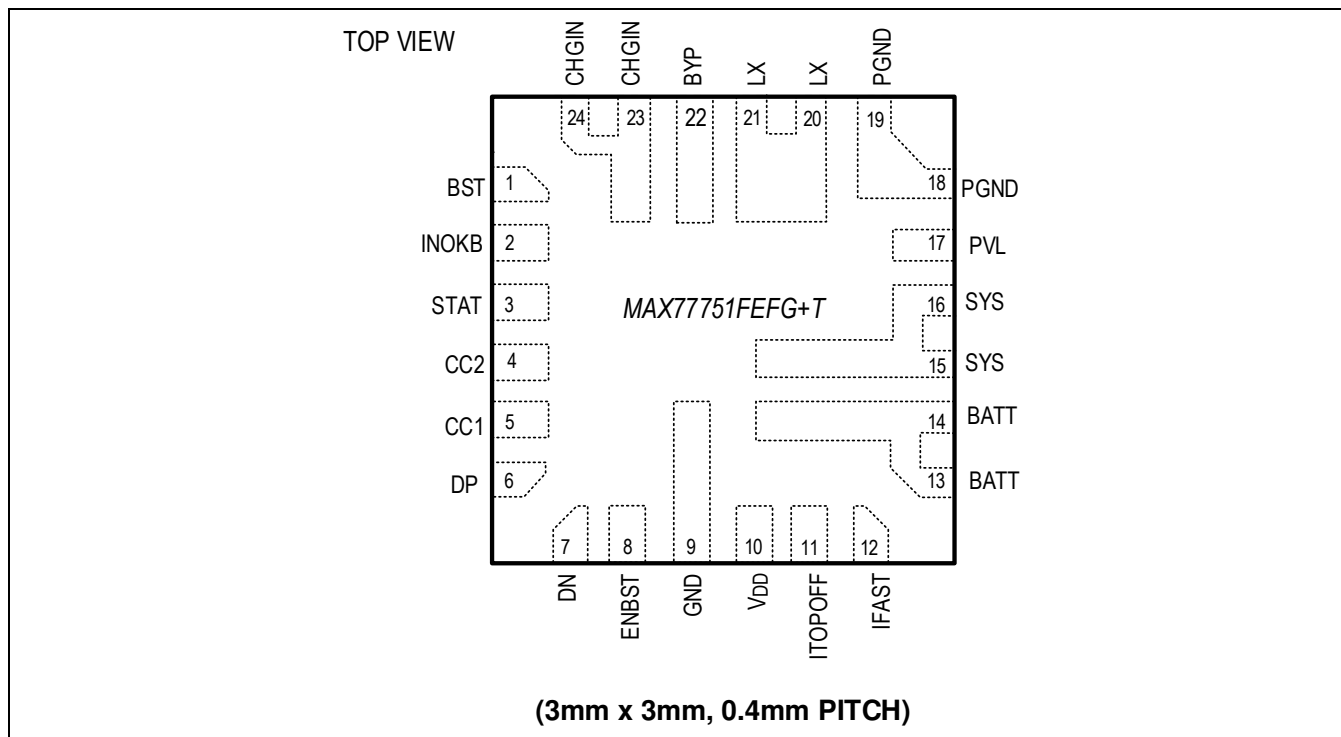 TOP VIEW
CHGIN
CHGIN
BYP
LX
LX
PGND
24
23
22
21
20
19
BST 1
18 PGND
INOKB 2
17 PVL
STAT 3
MAX77751FEFG+T
16 SYS
CC2 4
15 SYS
CC1 5
14 BATT
DP 6
13 BATT
7
8
9
10
11
12
DN
ENBST
GND
VDD
ITOPOFF
IFAST
(3mm x 3mm, 0.4mm PITCH)